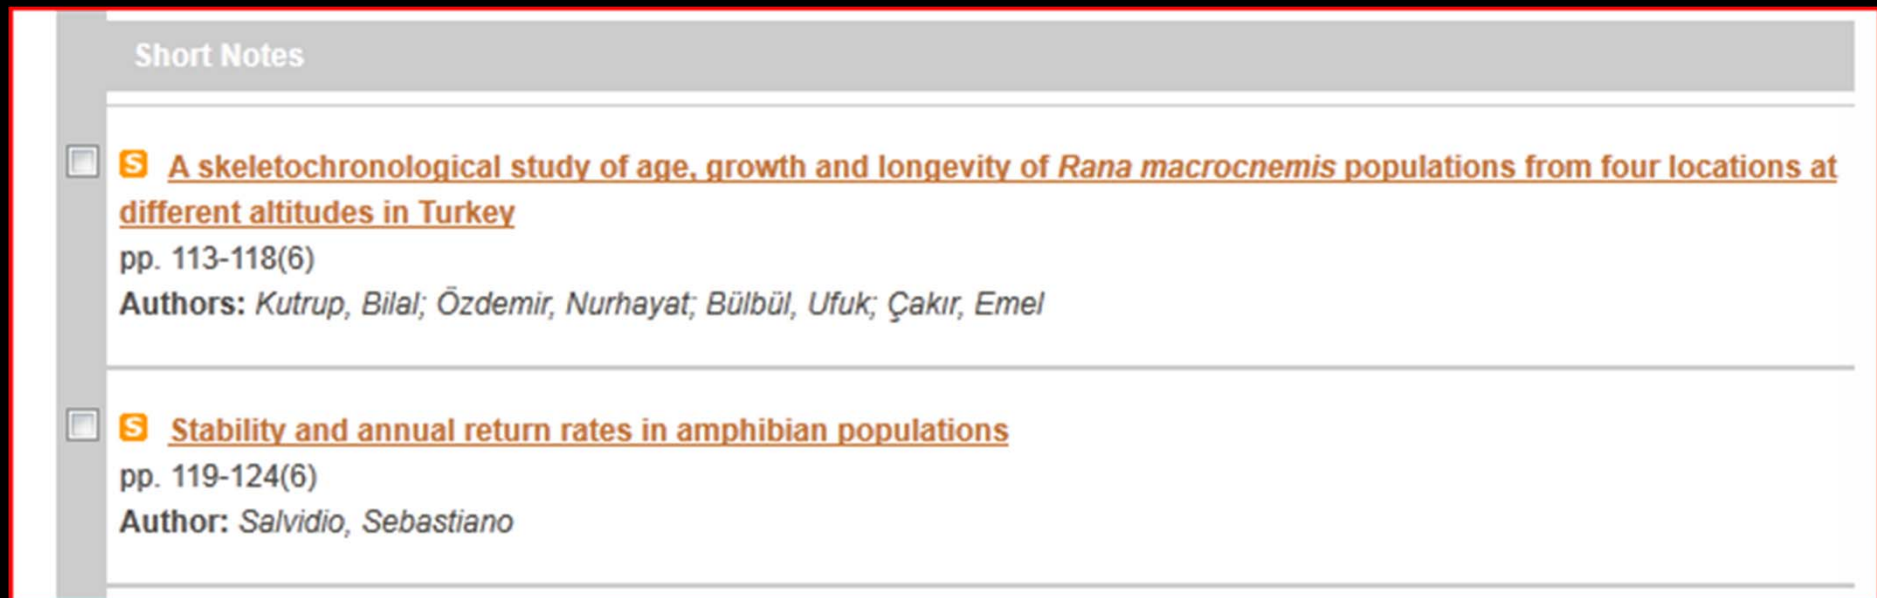 Short Notes
S A skeletochronological study of age, growth and longevity of Rana macrocnemis populations from four locations at
different altitudes in Turkey
pp. 113-118(6)
Authors: Kutrup, Bilal; Özdemir, Nurhayat; Bülbül, Ufuk; Çakır, Emel
S Stability and annual return rates in amphibian populations
pp. 119-124(6)
Author: Salvidio, Sebastiano